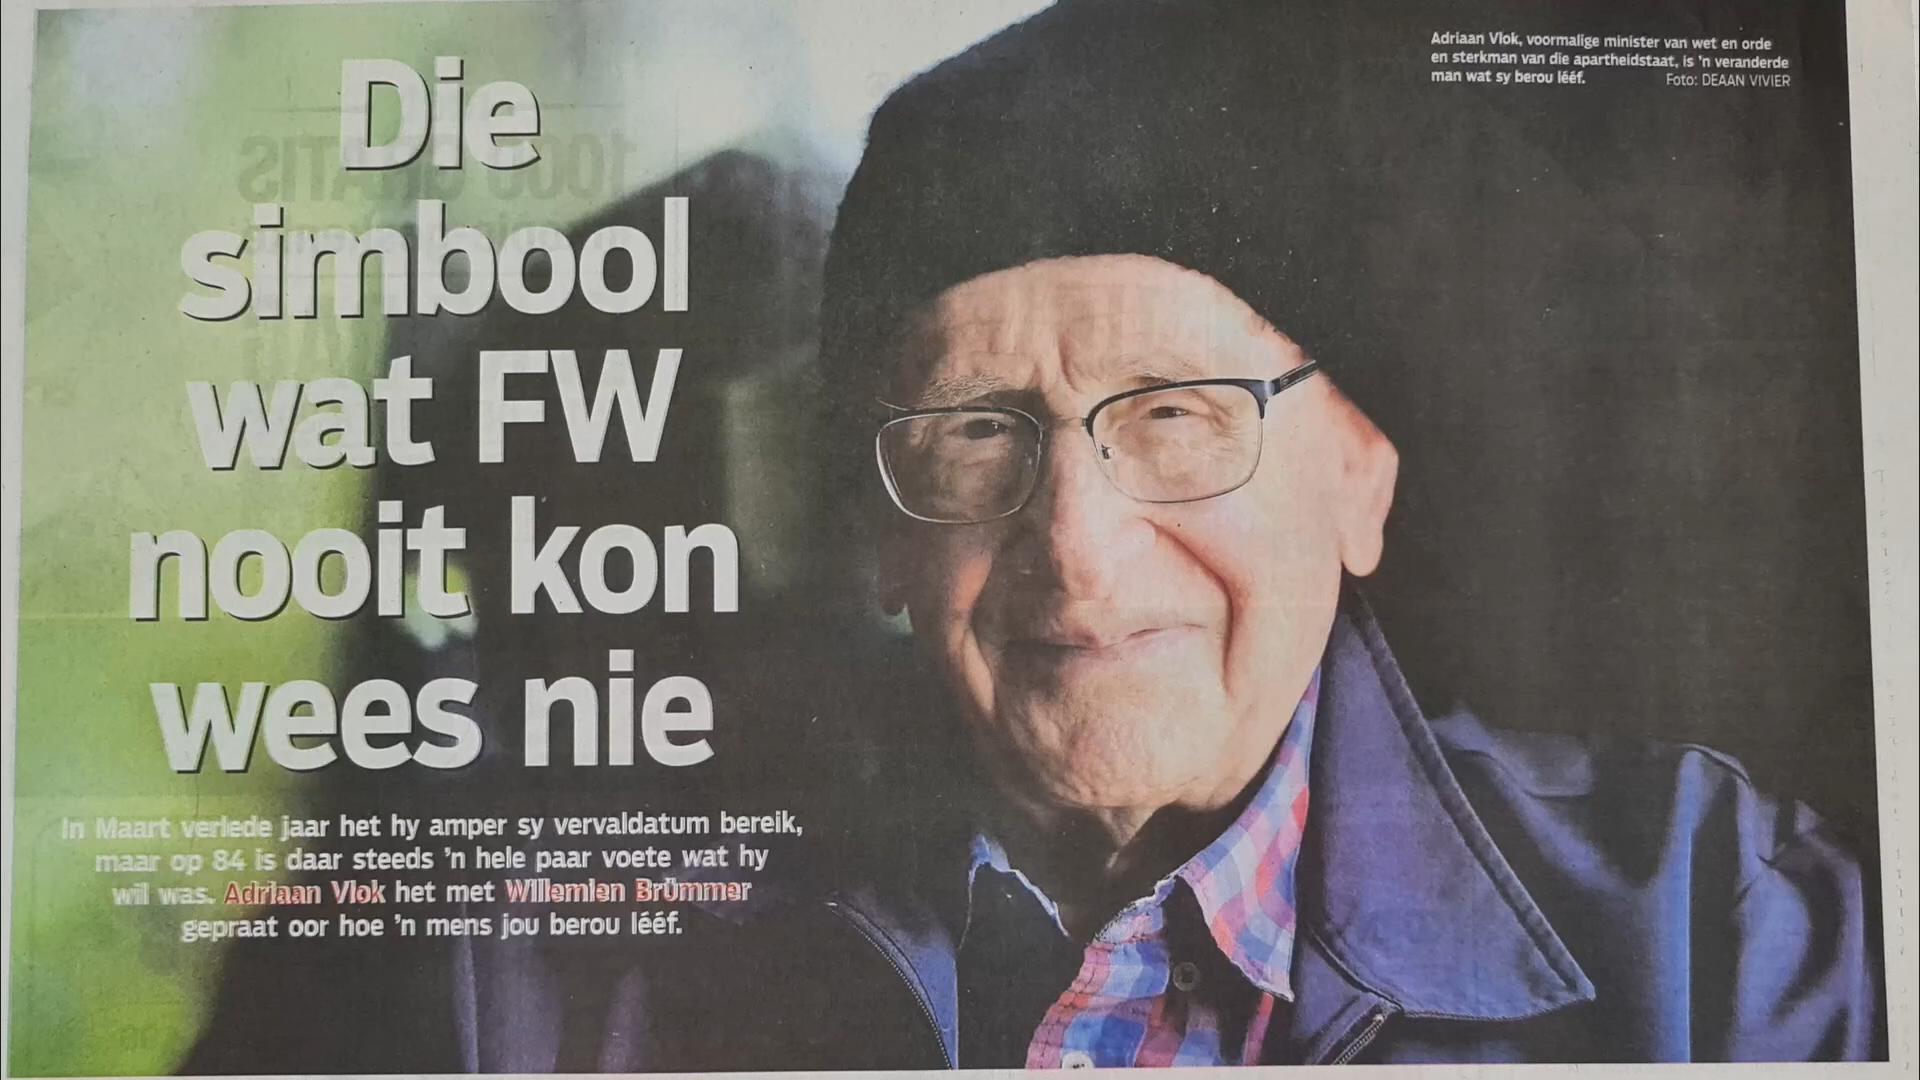 Die
simbool
wat FW
nooit kon
wees nie
In Maart verlede jaar het hy amper sy vervaldatum bereik,
maar op 84 is daar steeds ’n hele paar voete wat hy
wil was. Adriaan Vlok het met Willemien Brümmer
gepraat oor hoe ’n mens jou berou lééf.
Adriaan Vlok, voormalige minister van wet en orde
en sterkman van die apartheidstaat, is ’n veranderde
man wat sy berou lééf. Foto: DEAAN VIVIER